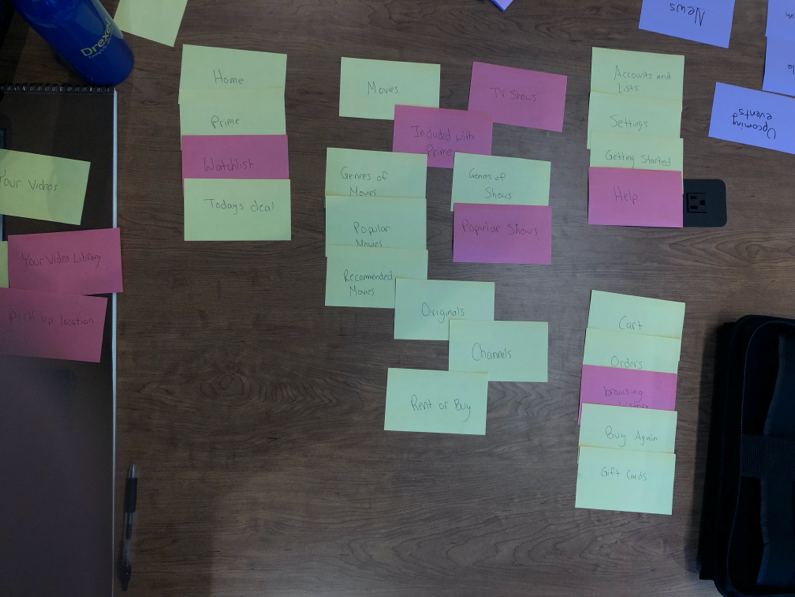 Drexel
Home
Prime
Watchlist
Todays deal
Your Videos
Your Video Library
pick up location
Movies
TV Shows
Included with
Prime
Genres of
Movies
Genres of
Shows
Popular
Movies
Popular Shows
Recommended
Movies
Originals
Channels
Rent or Buy
Accounts and
Lists
Settings
Getting Started
Help
Cart
Orders
browsing
Buy Again
Gift Cards
News
Upcoming
events